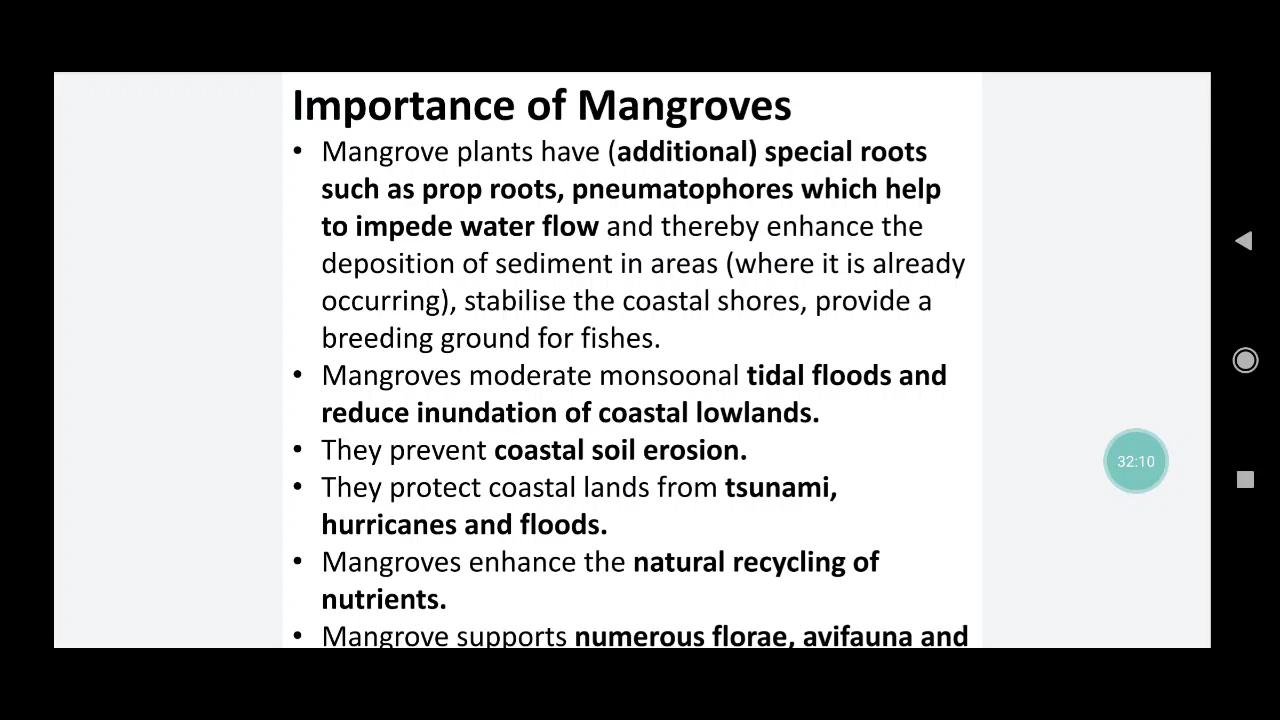 Importance of Mangroves
• Mangrove plants have (additional) special roots
such as prop roots, pneumatophores which help
to impede water flow and thereby enhance the
deposition of sediment in areas (where it is already
occurring), stabilise the coastal shores, provide a
breeding ground for fishes.
• Mangroves moderate monsoonal tidal floods and
reduce inundation of coastal lowlands.
• They prevent coastal soil erosion.
• They protect coastal lands from tsunami,
hurricanes and floods.
• Mangroves enhance the natural recycling of
nutrients.
• Mangrove supports numerous florae, avifauna and
32:10